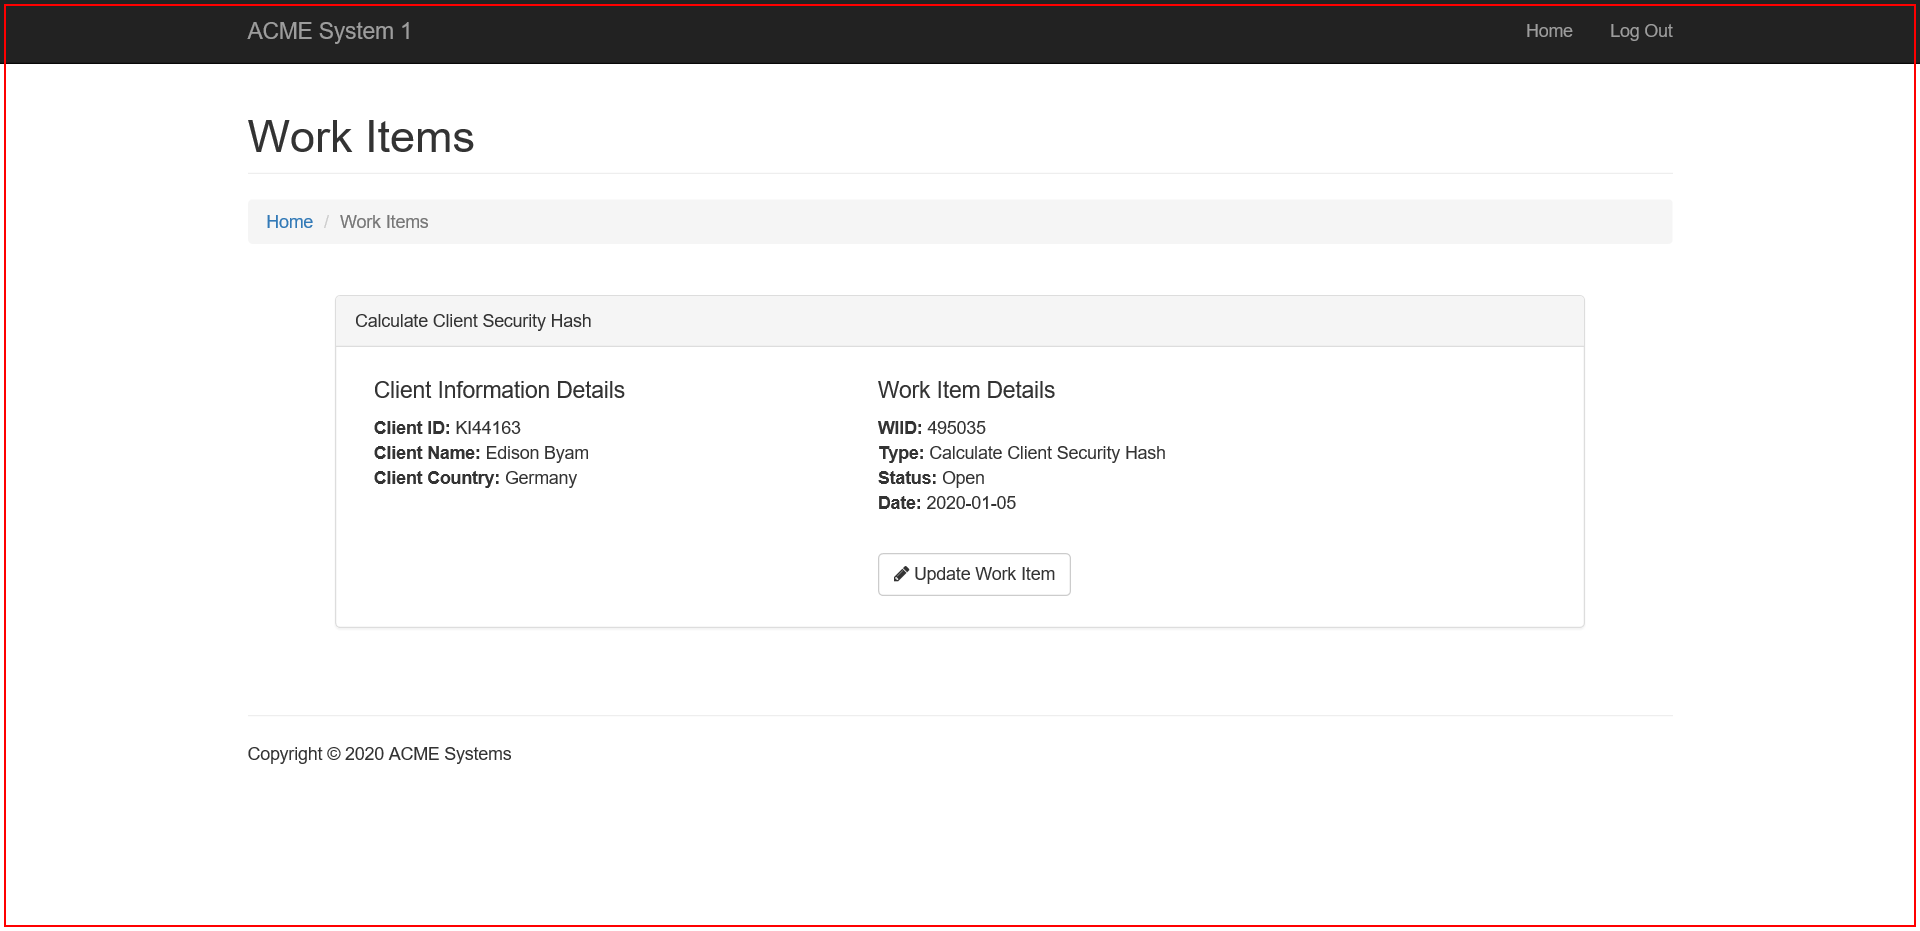 ACME System 1
Home
Log Out
Work Items
Home / Work Items
Calculate Client Security Hash
Client Information Details
Client ID: KI44163
Client Name: Edison Byam
Client Country: Germany
Work Item Details
WIID: 495035
Type: Calculate Client Security Hash
Status: Open
Date: 2020-01-05
Update Work Item
Copyright © 2020 ACME Systems